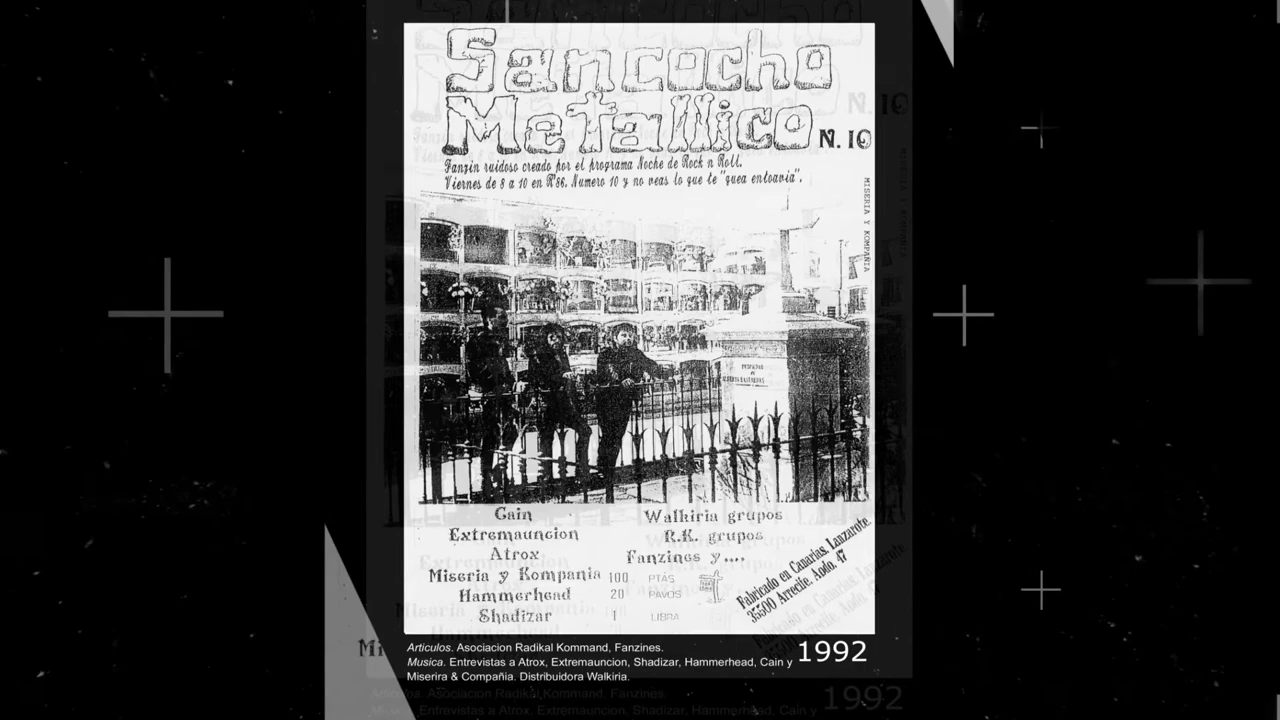 Sancocho
Metallico N. 10
Fanzin ruidoso creado por el programa Noche de Rock n Roll.
Viernes de 8 a 10 en R'86. Numero 10 y no veas lo que le "quea entoavia".
MISERIA Y KOMPAÑIA
Cain
Extremauncion
Atrox
Miseria y Kompania
Hammerhead
Shadizar
Walkiria grupos
R.K. grupos
Fanzines y....
100 PTAS
20 PAVOS
1 LIBRA
Fabricado en Canarias. Lanzarote.
35500 Arrecife. Apdo. 47
Articulos. Asociacion Radikal Kommand, Fanzines.
Musica. Entrevistas a Atrox, Extremauncion, Shadizar, Hammerhead, Cain y
Miserira & Compañia. Distribuidora Walkiria.
1992